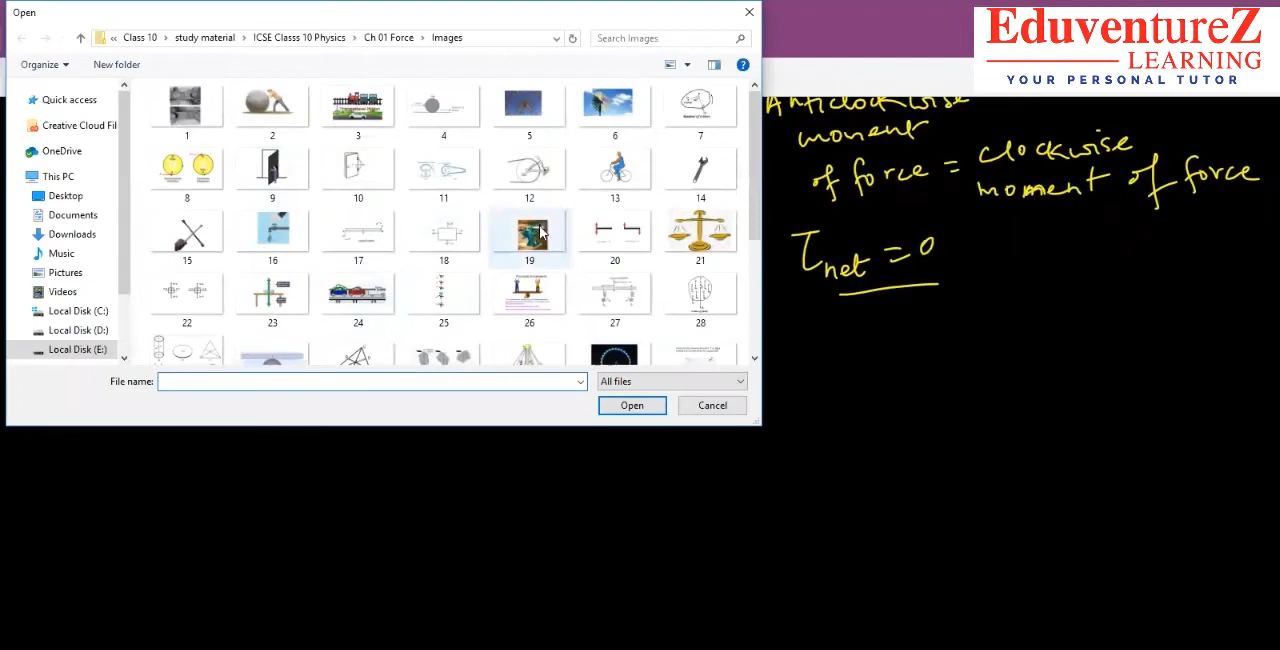 Open
« Class 10 > study material > ICSE Classs 10 Physics > Ch 01 Force > Images
Search Images
Organize
New folder
Quick access
Creative Cloud Fil
OneDrive
This PC
Desktop
Documents
Downloads
Music
Pictures
Videos
Local Disk (C:)
Local Disk (D:)
Local Disk (E:)
1 2 3 4 5 6 7
8 9 10 11 12 13 14
15 16 17 18 19 20 21
22 23 24 25 26 27 28
File name:
All files
Open
Cancel
EduventureZ
LEARNING
YOUR PERSONAL TUTOR
Anticlockwise
moment
of force = clockwise
moment of force
τnet = 0